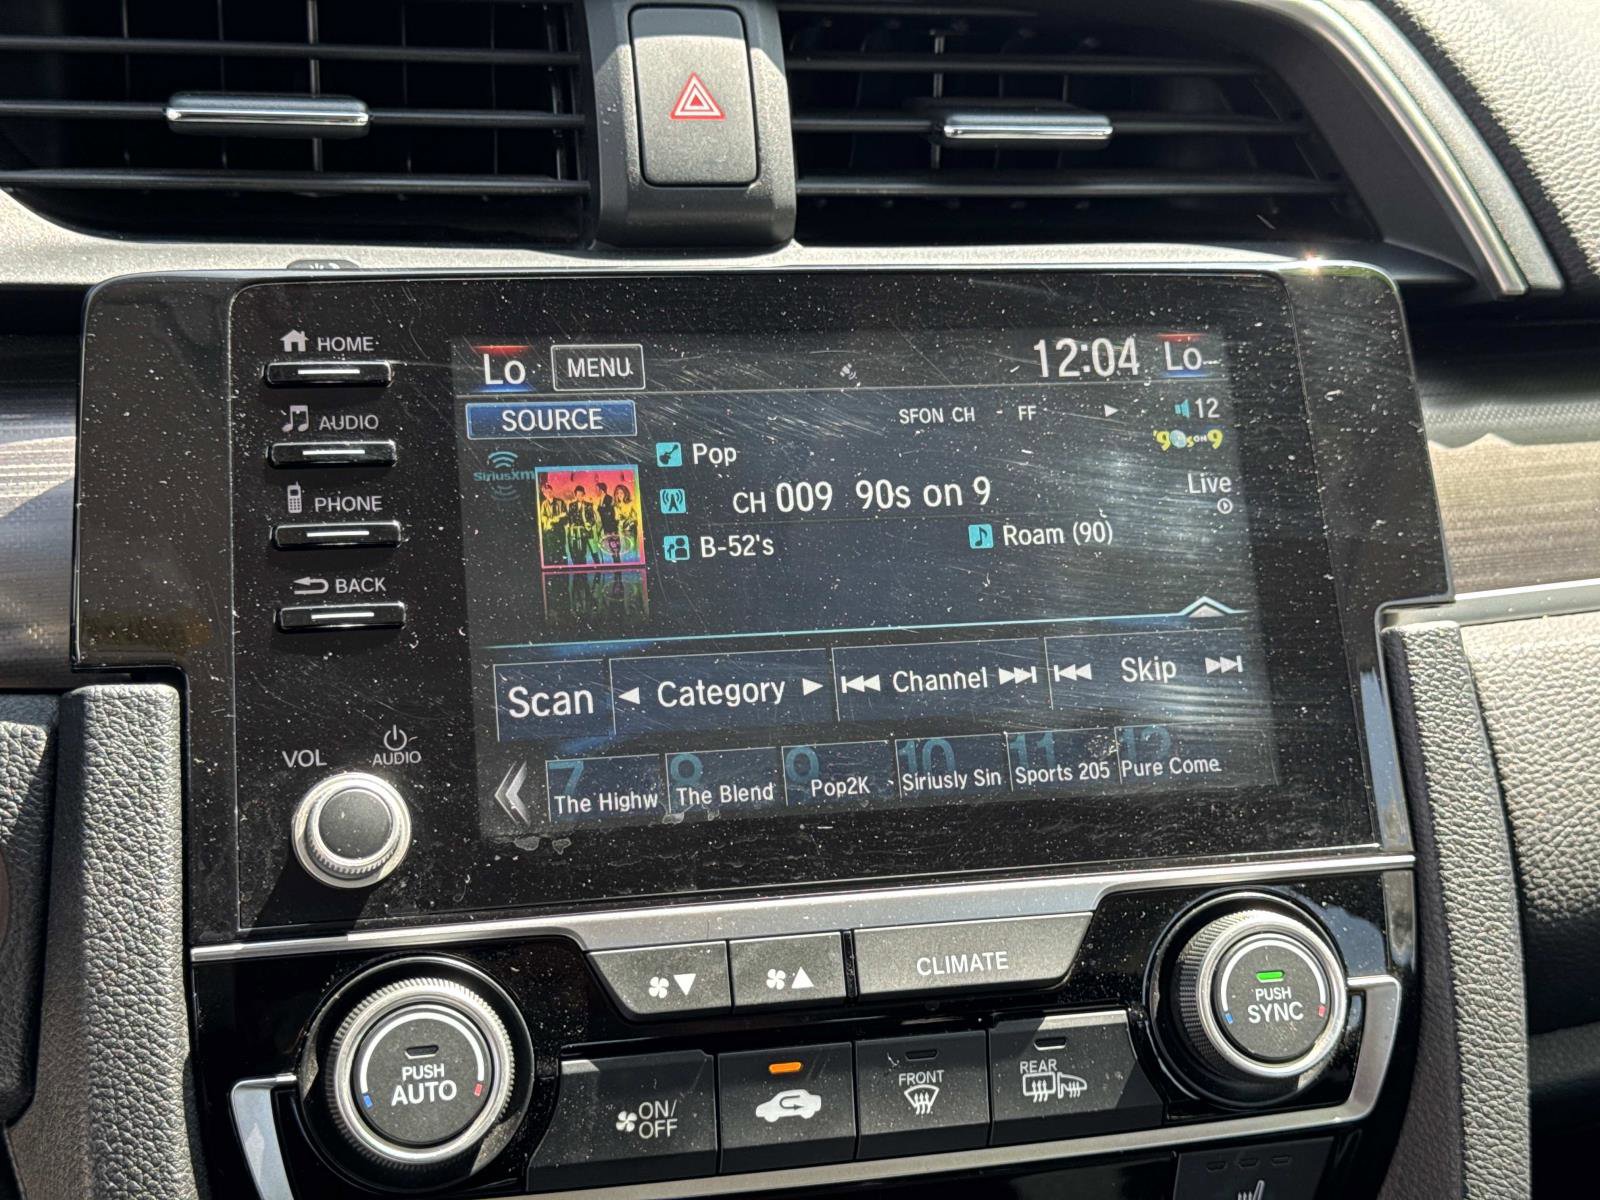 HOME
AUDIO
PHONE
BACK
VOL
AUDIO
Lo MENU 12:04 Lo
SOURCE SFON CH - FF 12
'90s ON 9
SiriusXM
Pop
Live
CH 009 90s on 9
B-52's Roam (90)
Scan Category Channel Skip
7 8 9 10 11 12
The Highw The Blend Pop2K Siriusly Sin Sports 205 Pure Come
CLIMATE
PUSH
AUTO
PUSH
SYNC
ON/
OFF
FRONT
REAR